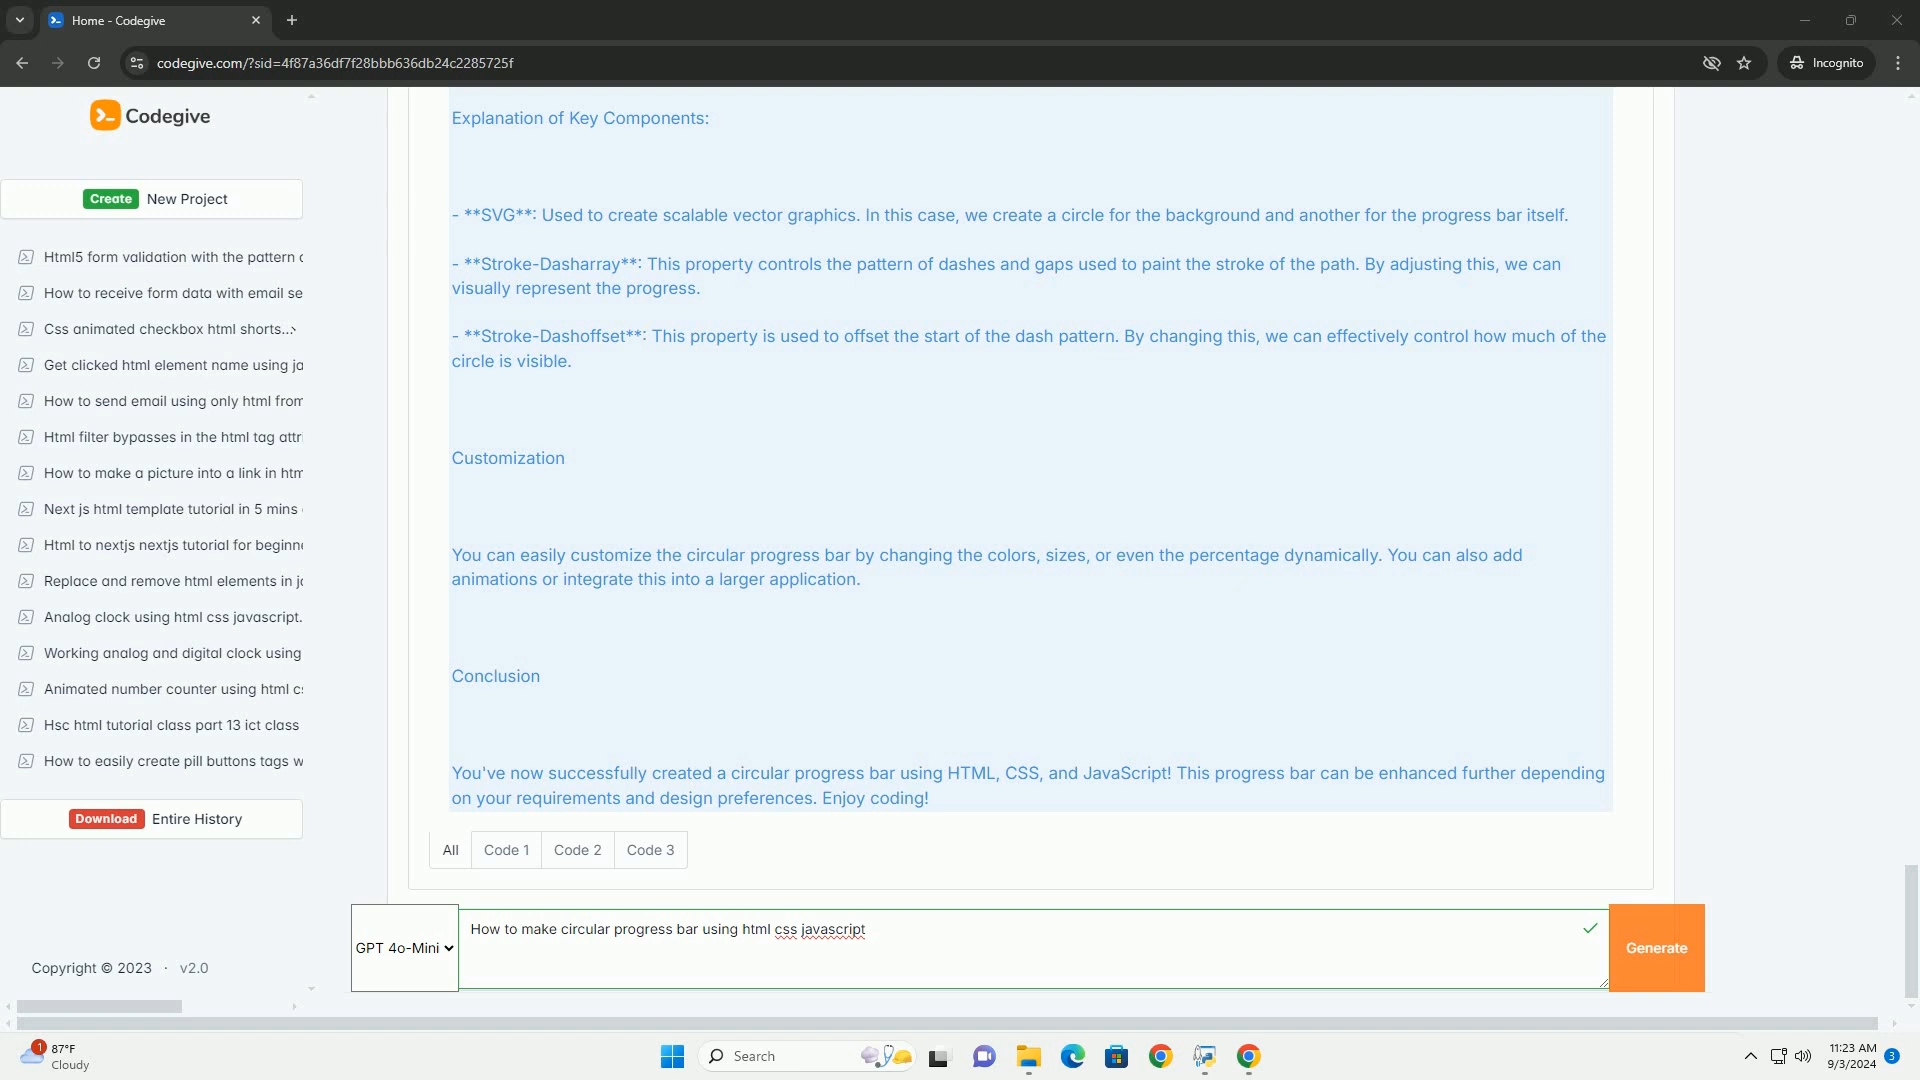 Home - Codegive
codegive.com/?sid=4f87a36df7f28bbb636db24c2285725f
Incognito
Codegive
Create New Project
Html5 form validation with the pattern
How to receive form data with email se
Css animated checkbox html shorts...
Get clicked html element name using ja
How to send email using only html from
Html filter bypasses in the html tag attri
How to make a picture into a link in htm
Next js html template tutorial in 5 mins
Html to nextjs nextjs tutorial for beginne
Replace and remove html elements in
Analog clock using html css javascript.
Working analog and digital clock using
Animated number counter using html
Hsc html tutorial class part 13 ict class
How to easily create pill buttons tags w
Download Entire History
Copyright © 2023 · v2.0
Explanation of Key Components:
- **SVG**: Used to create scalable vector graphics. In this case, we create a circle for the background and another for the progress bar itself.
- **Stroke-Dasharray**: This property controls the pattern of dashes and gaps used to paint the stroke of the path. By adjusting this, we can
visually represent the progress.
- **Stroke-Dashoffset**: This property is used to offset the start of the dash pattern. By changing this, we can effectively control how much of the
circle is visible.
Customization
You can easily customize the circular progress bar by changing the colors, sizes, or even the percentage dynamically. You can also add
animations or integrate this into a larger application.
Conclusion
You've now successfully created a circular progress bar using HTML, CSS, and JavaScript! This progress bar can be enhanced further depending
on your requirements and design preferences. Enjoy coding!
All Code 1 Code 2 Code 3
GPT 4o-Mini
How to make circular progress bar using html css javascript
Generate
1
87°F
Cloudy
Search
11:23 AM
9/3/2024
3